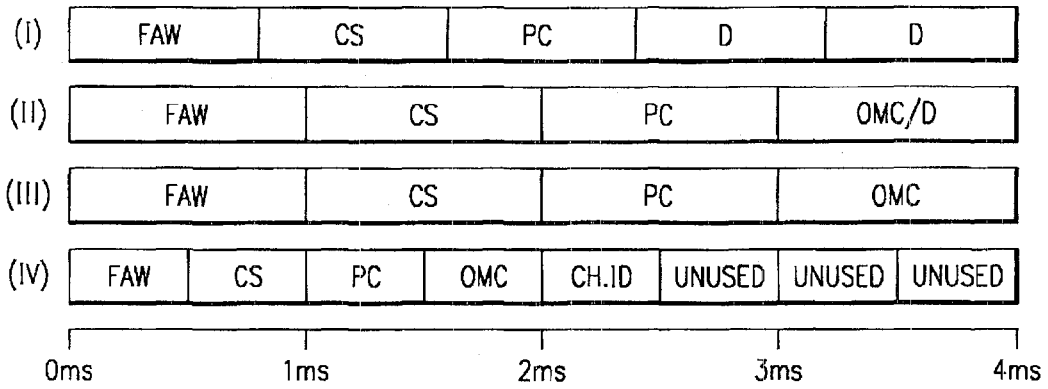 (I) FAW CS PC D D
(II) FAW CS PC OMC/D
(III) FAW CS PC OMC
(IV) FAW CS PC OMC CH.ID UNUSED UNUSED UNUSED
0ms 1ms 2ms 3ms 4ms